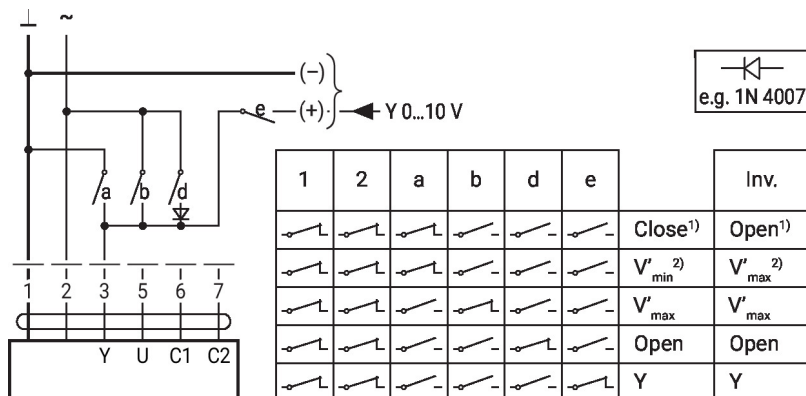 ⊥ ~
(–)
e (+) Y 0...10 V
e.g. 1N 4007
a b d
1 2 3 5 6 7
Y U C1 C2
1 2 a b d e Inv.
Close¹⁾ Open¹⁾
V'min²⁾ V'max²⁾
V'max V'max
Open Open
Y Y